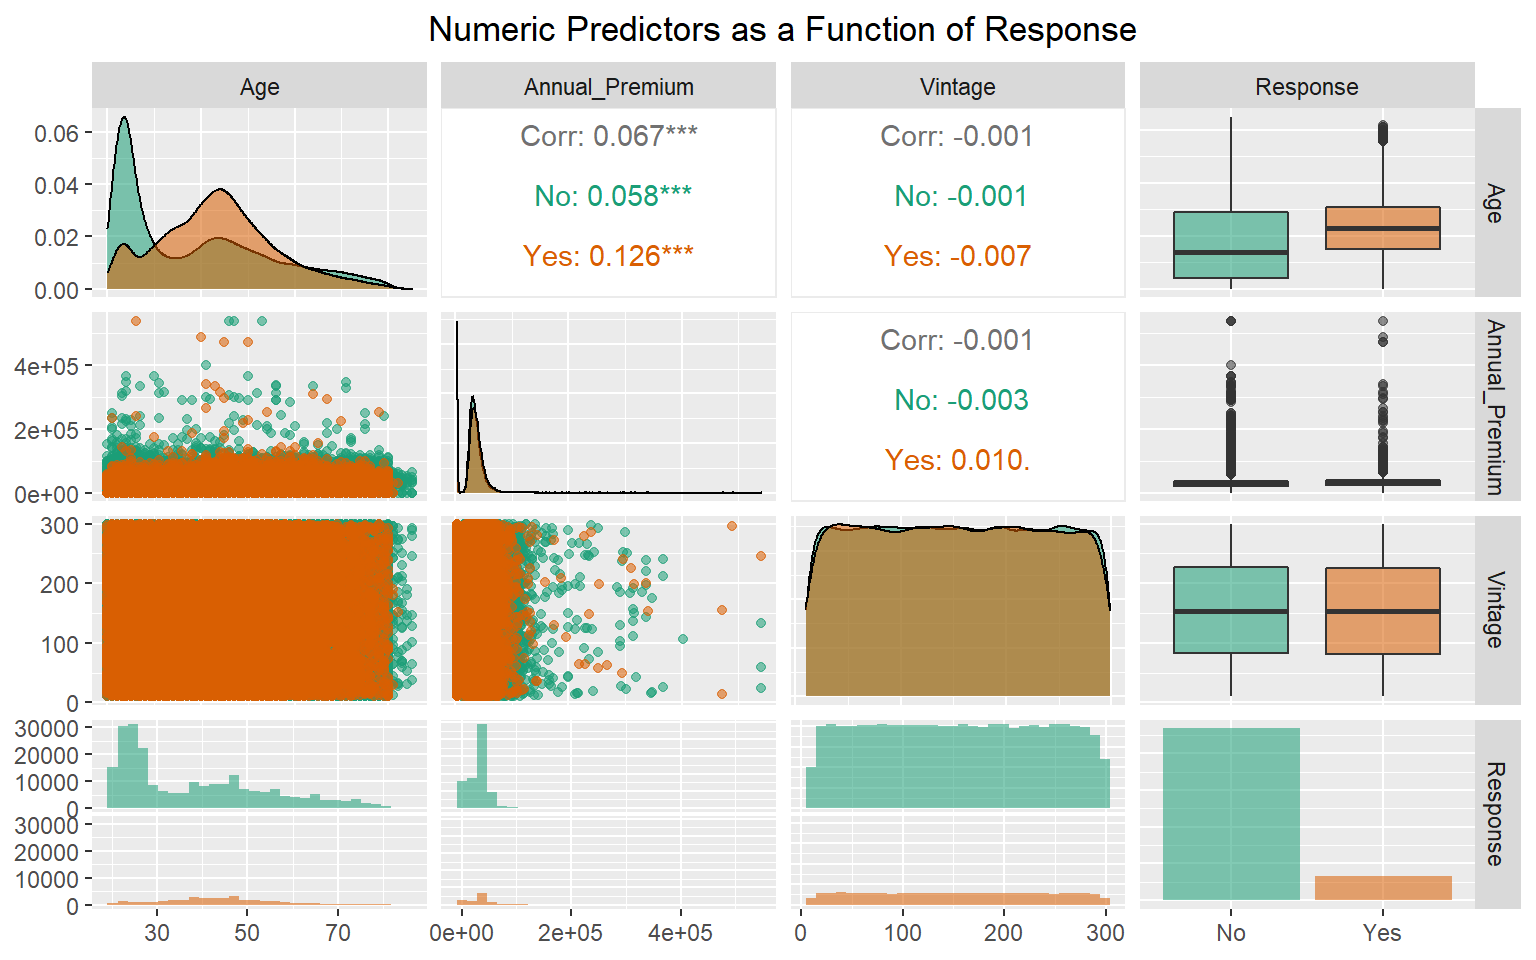 Numeric Predictors as a Function of Response
Age
Annual_Premium
Vintage
Response
0.06
0.04
0.02
0.00
Corr: 0.067***
No: 0.058***
Yes: 0.126***
Corr: -0.001
No: -0.001
Yes: -0.007
Age
4e+05
2e+05
0e+00
Corr: -0.001
No: -0.003
Yes: 0.010.
Annual_Premium
300
200
100
0
Vintage
30000
20000
10000
0
30000
20000
10000
0
Response
30
50
70
0e+00
2e+05
4e+05
0
100
200
300
No
Yes